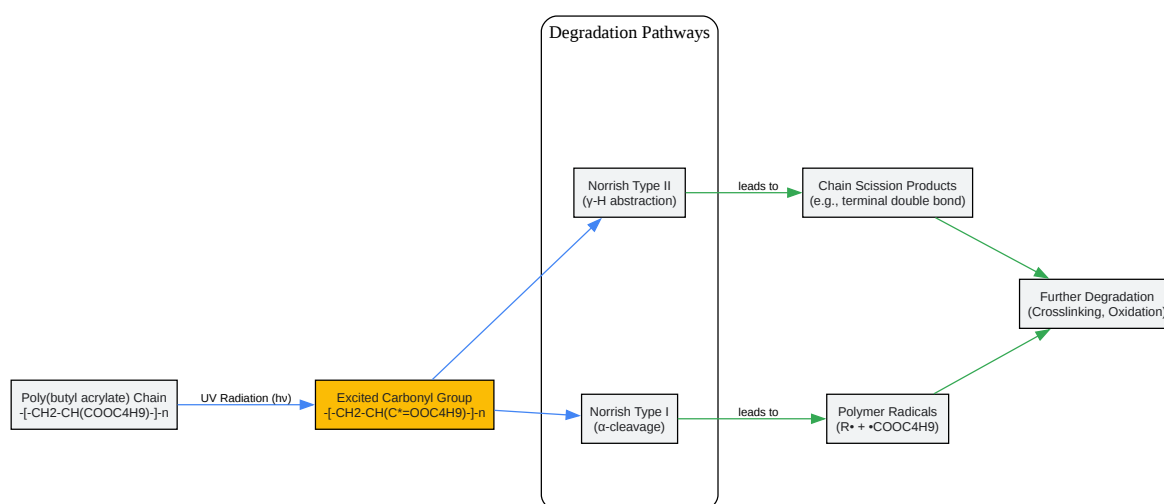 Degradation Pathways
Norrish Type II
(γ-H abstraction)
leads to
Chain Scission Products
(e.g., terminal double bond)
Further Degradation
(Crosslinking, Oxidation)
Poly(butyl acrylate) Chain
-[-CH2-CH(COOC4H9)-]-n
UV Radiation (hν)
Excited Carbonyl Group
-[-CH2-CH(C*=OOC4H9)-]-n
Norrish Type I
(α-cleavage)
leads to
Polymer Radicals
(R• + •COOC4H9)